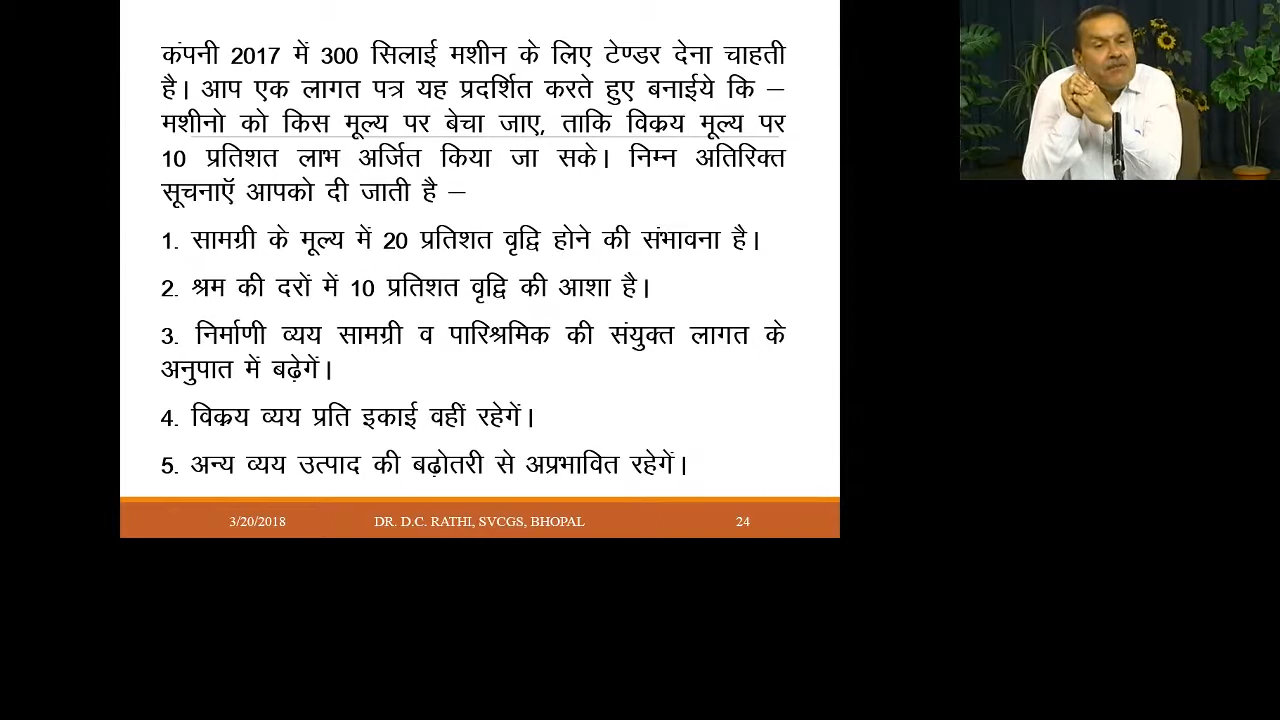 कंपनी 2017 में 300 सिलाई मशीन के लिए टेण्डर देना चाहती
है। आप एक लागत पत्र यह प्रदर्शित करते हुए बनाईये कि –
मशीनो को किस मूल्य पर बेचा जाए, ताकि विक्रय मूल्य पर
10 प्रतिशत लाभ अर्जित किया जा सके। निम्न अतिरिक्त
सूचनाऍ आपको दी जाती है –
1. सामग्री के मूल्य में 20 प्रतिशत वृद्वि होने की संभावना है।
2. श्रम की दरों में 10 प्रतिशत वृद्वि की आशा है।
3. निर्माणी व्यय सामग्री व पारिश्रमिक की संयुक्त लागत के
अनुपात में बढ़ेगें।
4. विक्रय व्यय प्रति इकाई वहीं रहेगें।
5. अन्य व्यय उत्पाद की बढ़ोतरी से अप्रभावित रहेगें।
3/20/2018 DR. D.C. RATHI, SVCGS, BHOPAL 24